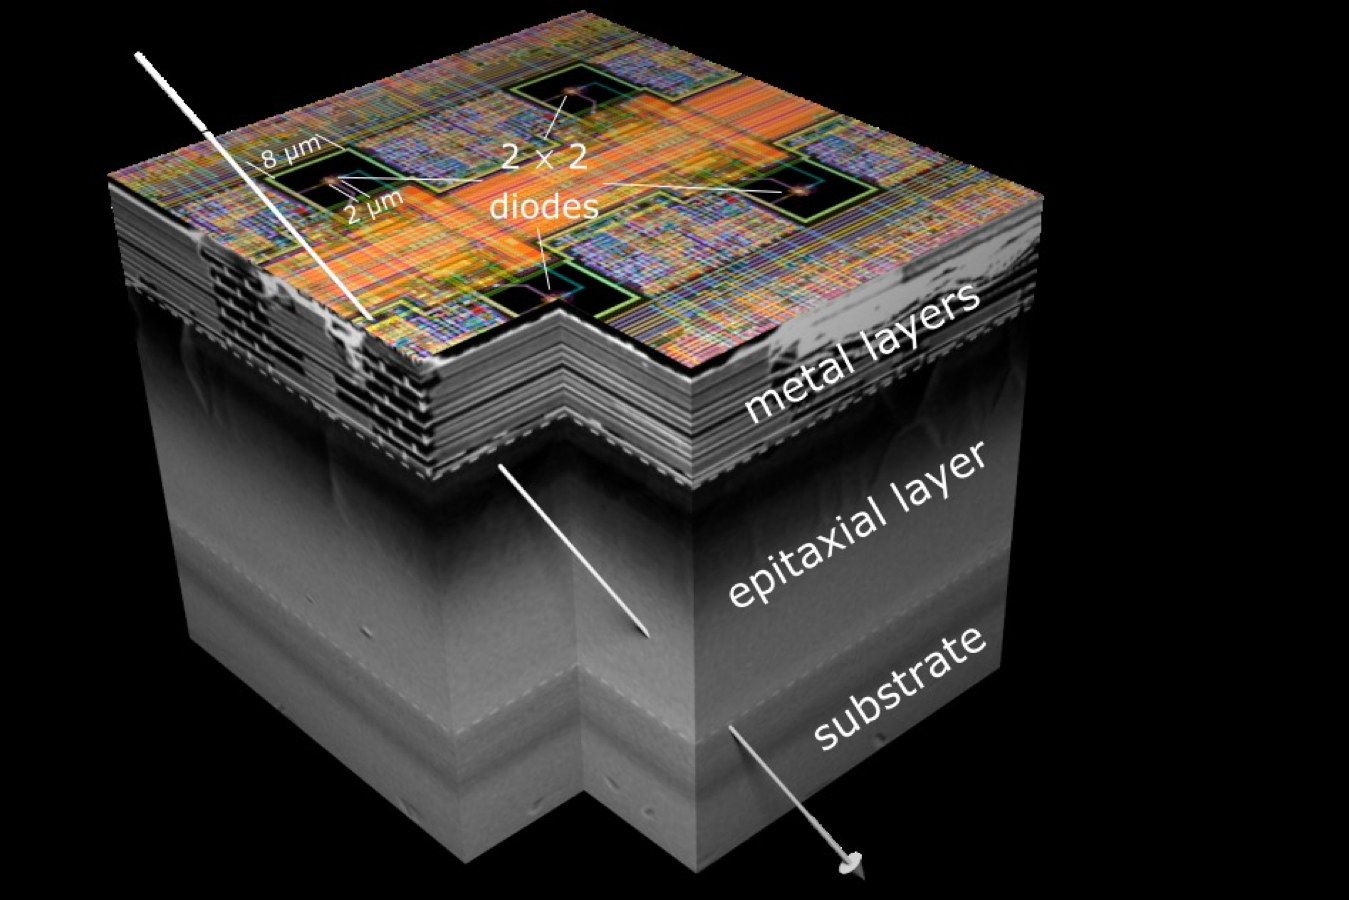 8 μm
2 x 2
2 μm
diodes
metal layers
epitaxial layer
substrate